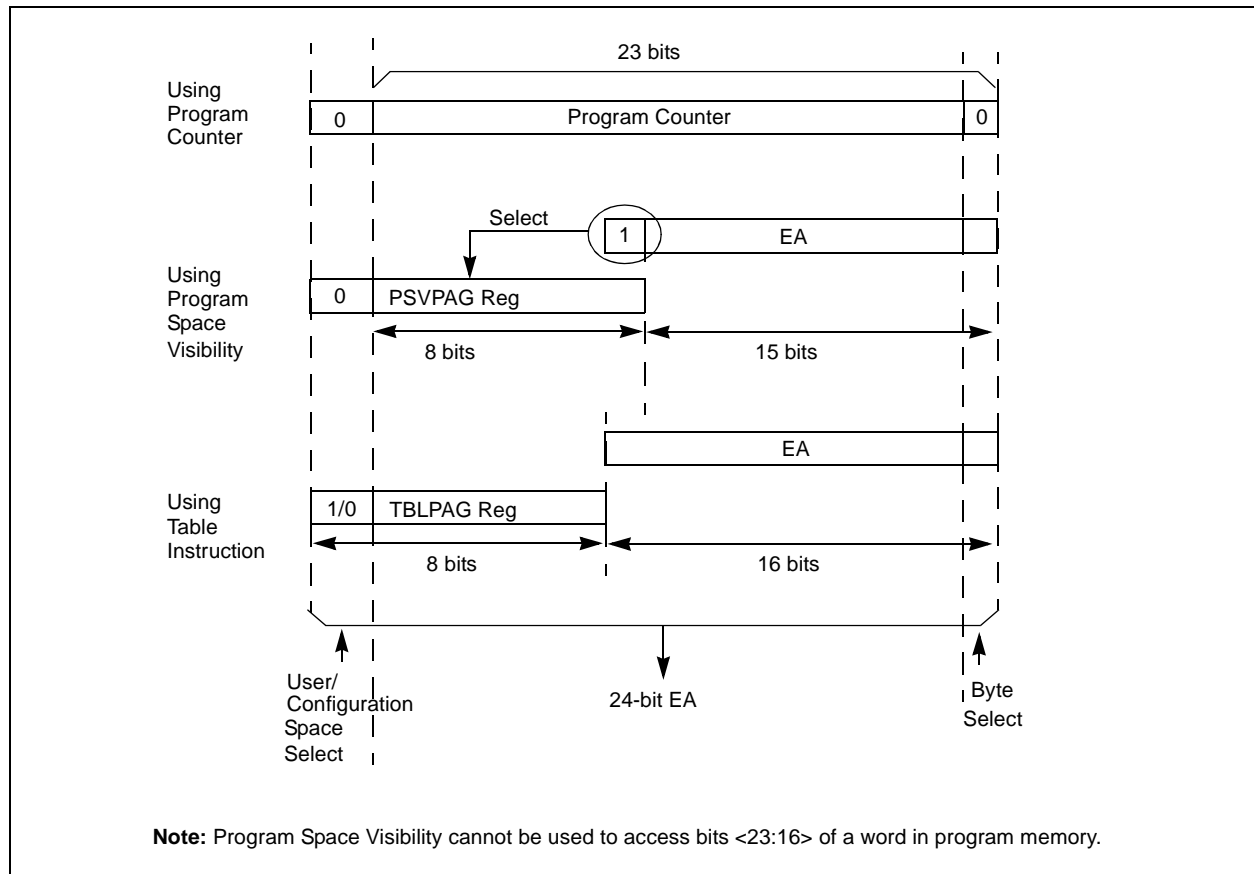 23 bits
Using
Program
Counter
0
Program Counter
0
Select
1
EA
Using
Program
Space
Visibility
0
PSVPAG Reg
8 bits
15 bits
EA
Using
Table
Instruction
1/0
TBLPAG Reg
8 bits
16 bits
User/
Configuration
Space
Select
24-bit EA
Byte
Select
Note: Program Space Visibility cannot be used to access bits <23:16> of a word in program memory.